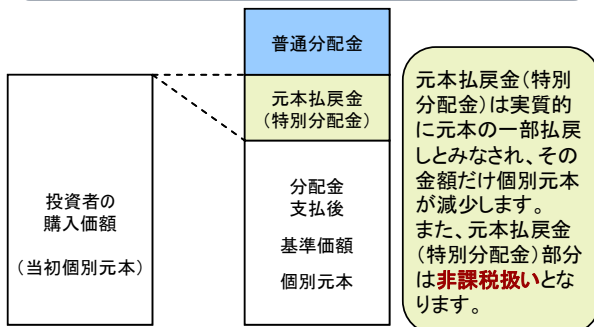 普通分配金
元本払戻金
(特別分配金)
投資者の
購入価額
(当初個別元本)
分配金
支払後
基準価額
個別元本
元本払戻金(特別
分配金)は実質的
に元本の一部払戻
しとみなされ、その
金額だけ個別元本
が減少します。
また、元本払戻金
(特別分配金)部分
は非課税扱いとな
ります。